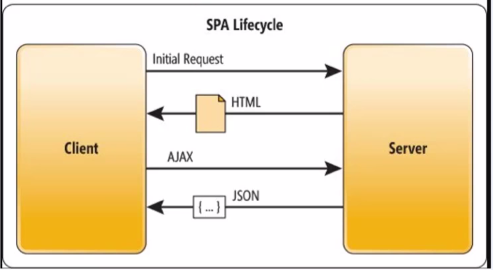 SPA Lifecycle
Initial Request
HTML
Client
Server
AJAX
JSON
{ ... }